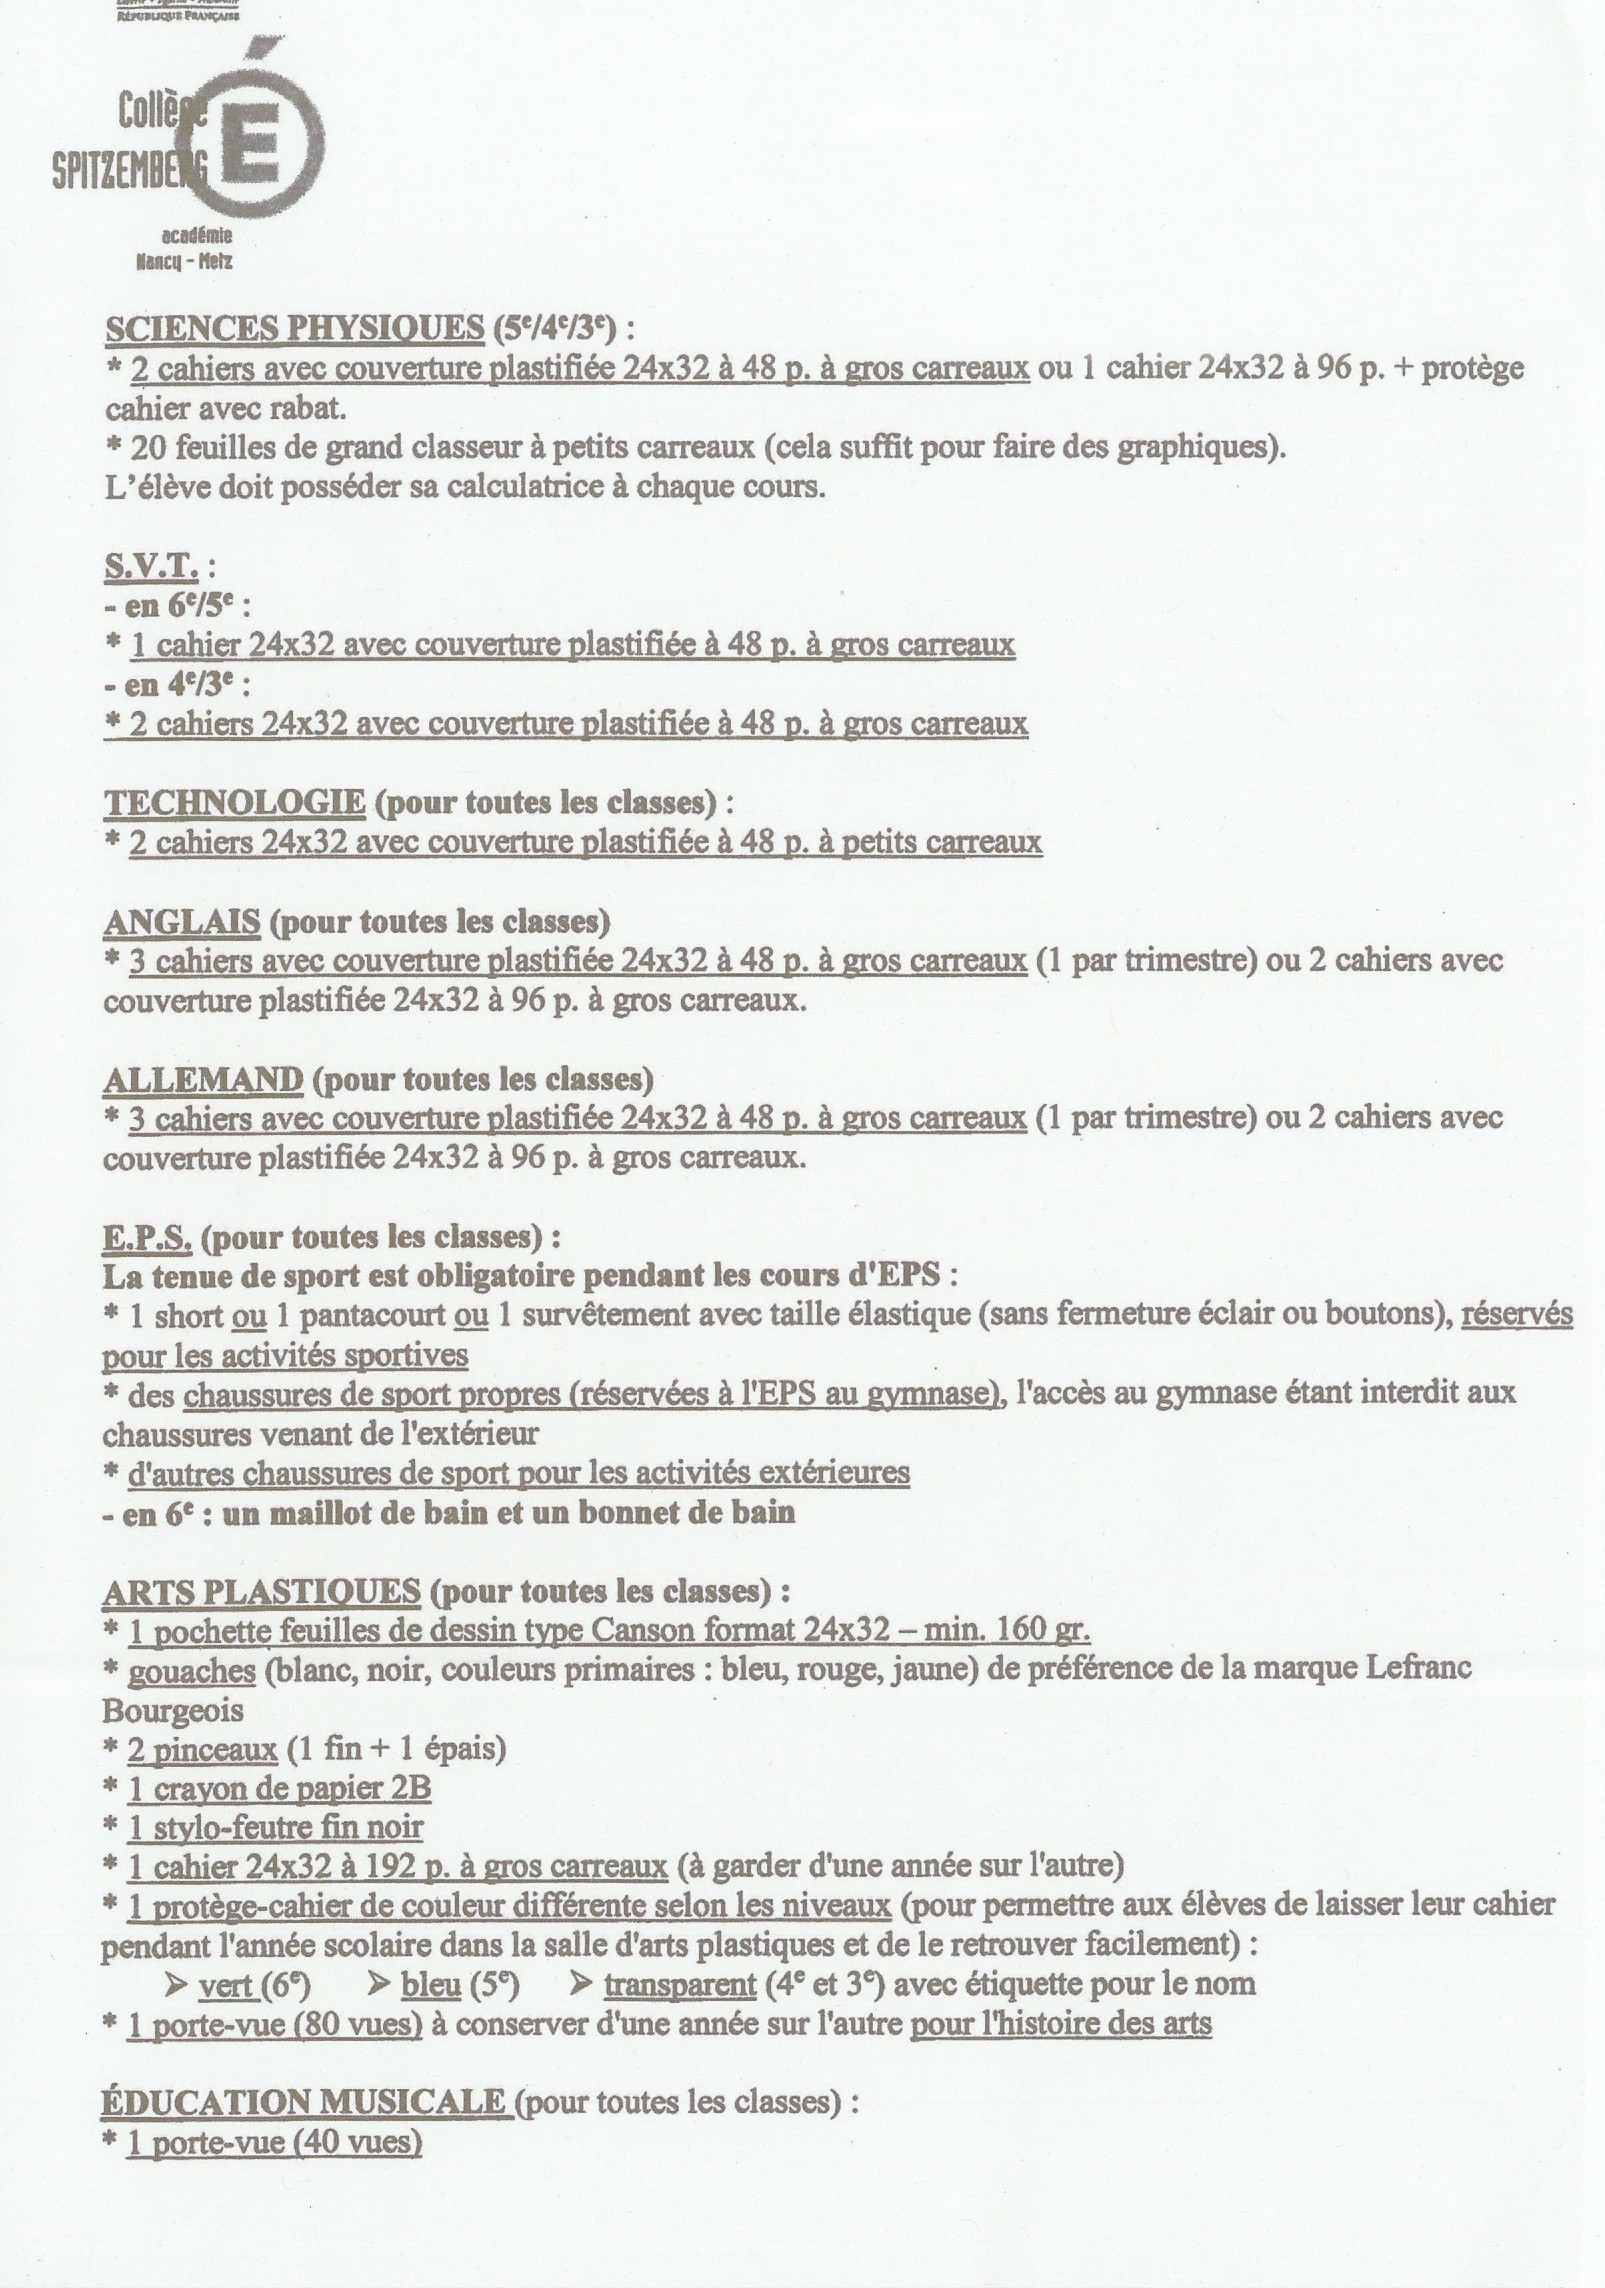 RÉPUBLIQUE FRANÇAISE
Collège
SPITZEMBERG
É
académie
Nancy - Metz
SCIENCES PHYSIQUES (5e/4e/3e) :
* 2 cahiers avec couverture plastifiée 24x32 à 48 p. à gros carreaux ou 1 cahier 24x32 à 96 p. + protège
cahier avec rabat.
* 20 feuilles de grand classeur à petits carreaux (cela suffit pour faire des graphiques).
L’élève doit posséder sa calculatrice à chaque cours.
S.V.T. :
- en 6e/5e :
* 1 cahier 24x32 avec couverture plastifiée à 48 p. à gros carreaux
- en 4e/3e :
* 2 cahiers 24x32 avec couverture plastifiée à 48 p. à gros carreaux
TECHNOLOGIE (pour toutes les classes) :
* 2 cahiers 24x32 avec couverture plastifiée à 48 p. à petits carreaux
ANGLAIS (pour toutes les classes)
* 3 cahiers avec couverture plastifiée 24x32 à 48 p. à gros carreaux (1 par trimestre) ou 2 cahiers avec
couverture plastifiée 24x32 à 96 p. à gros carreaux.
ALLEMAND (pour toutes les classes)
* 3 cahiers avec couverture plastifiée 24x32 à 48 p. à gros carreaux (1 par trimestre) ou 2 cahiers avec
couverture plastifiée 24x32 à 96 p. à gros carreaux.
E.P.S. (pour toutes les classes) :
La tenue de sport est obligatoire pendant les cours d'EPS :
* 1 short ou 1 pantacourt ou 1 survêtement avec taille élastique (sans fermeture éclair ou boutons), réservés
pour les activités sportives
* des chaussures de sport propres (réservées à l'EPS au gymnase), l'accès au gymnase étant interdit aux
chaussures venant de l'extérieur
* d'autres chaussures de sport pour les activités extérieures
- en 6e : un maillot de bain et un bonnet de bain
ARTS PLASTIQUES (pour toutes les classes) :
* 1 pochette feuilles de dessin type Canson format 24x32 – min. 160 gr.
* gouaches (blanc, noir, couleurs primaires : bleu, rouge, jaune) de préférence de la marque Lefranc
Bourgeois
* 2 pinceaux (1 fin + 1 épais)
* 1 crayon de papier 2B
* 1 stylo-feutre fin noir
* 1 cahier 24x32 à 192 p. à gros carreaux (à garder d'une année sur l'autre)
* 1 protège-cahier de couleur différente selon les niveaux (pour permettre aux élèves de laisser leur cahier
pendant l'année scolaire dans la salle d'arts plastiques et de le retrouver facilement) :
➢ vert (6e) ➢ bleu (5e) ➢ transparent (4e et 3e) avec étiquette pour le nom
* 1 porte-vue (80 vues) à conserver d'une année sur l'autre pour l'histoire des arts
ÉDUCATION MUSICALE (pour toutes les classes) :
* 1 porte-vue (40 vues)